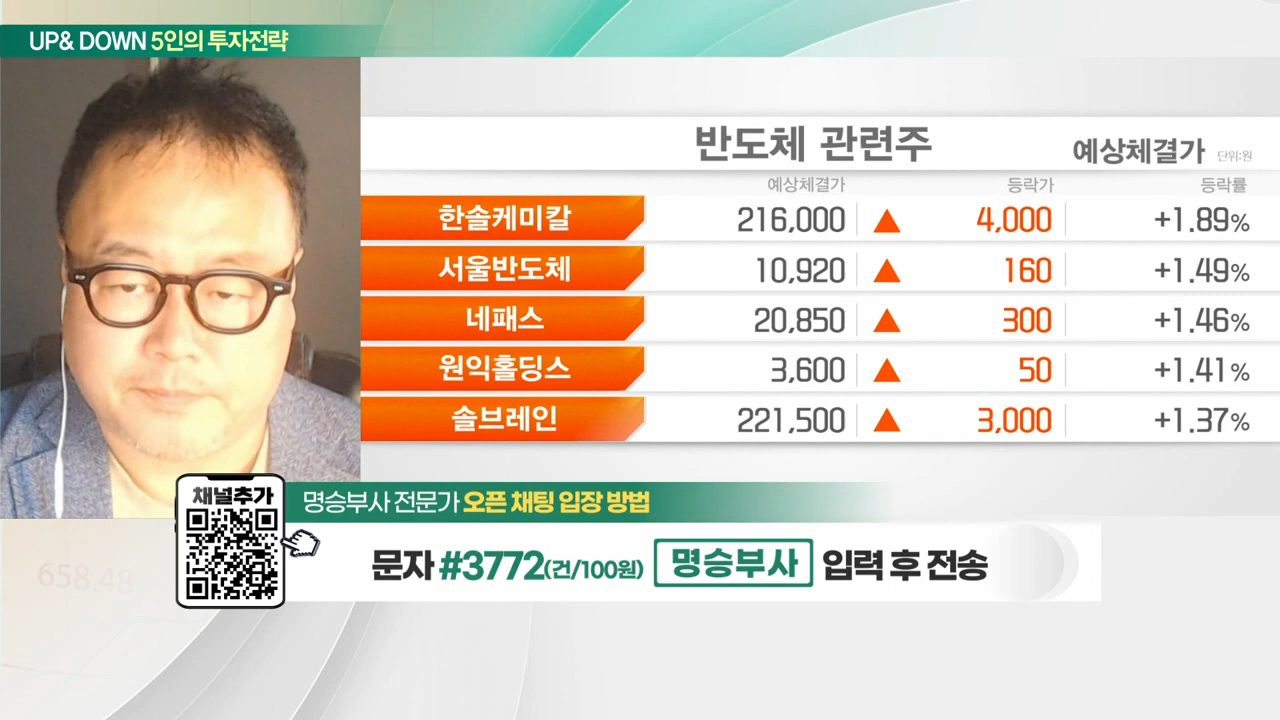 UP& DOWN 5인의 투자전략
반도체 관련주 예상체결가 단위:원
예상체결가 등락가 등락률
한솔케미칼 216,000 ▲ 4,000 +1.89%
서울반도체 10,920 ▲ 160 +1.49%
네패스 20,850 ▲ 300 +1.46%
원익홀딩스 3,600 ▲ 50 +1.41%
솔브레인 221,500 ▲ 3,000 +1.37%
채널추가
명승부사 전문가 오픈 채팅 입장 방법
문자 #3772(건/100원) 명승부사 입력 후 전송
658.48